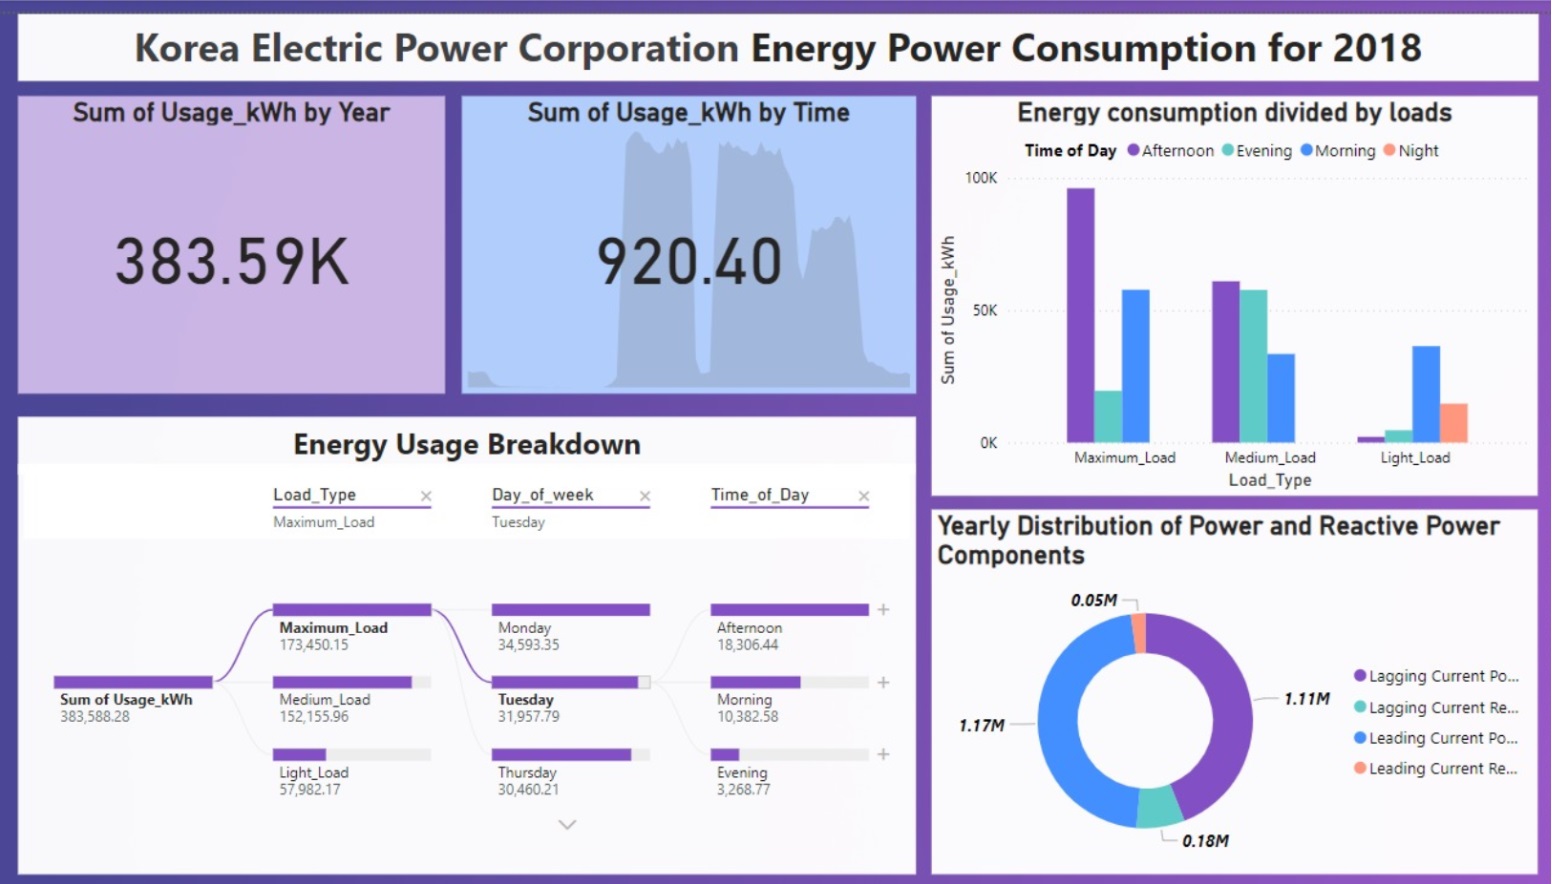 Korea Electric Power Corporation Energy Power Consumption for 2018
Sum of Usage_kWh by Year
383.59K
Sum of Usage_kWh by Time
920.40
Energy consumption divided by loads
Time of Day Afternoon Evening Morning Night
100K
50K
0K
Sum of Usage_kWh
Maximum_Load Medium_Load Light_Load
Load_Type
Energy Usage Breakdown
Load_Type × Day_of_week × Time_of_Day ×
Maximum_Load Tuesday
Sum of Usage_kWh
383,588.28
Maximum_Load
173,450.15
Medium_Load
152,155.96
Light_Load
57,982.17
Monday
34,593.35
Tuesday
31,957.79
Thursday
30,460.21
Afternoon
18,306.44
Morning
10,382.58
Evening
3,268.77
Yearly Distribution of Power and Reactive Power
Components
0.05M
1.11M
1.17M
0.18M
Lagging Current Po...
Lagging Current Re...
Leading Current Po...
Leading Current Re...